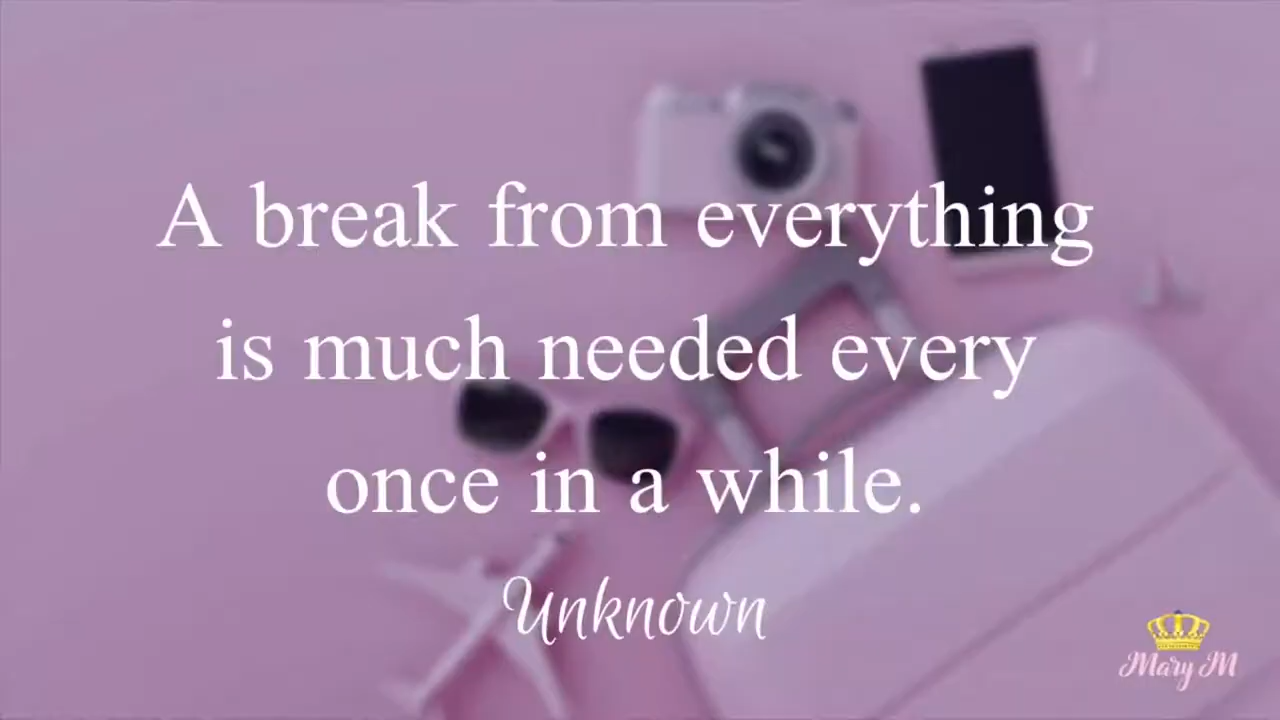 A break from everything
is much needed every
once in a while.
Unknown
Mary M